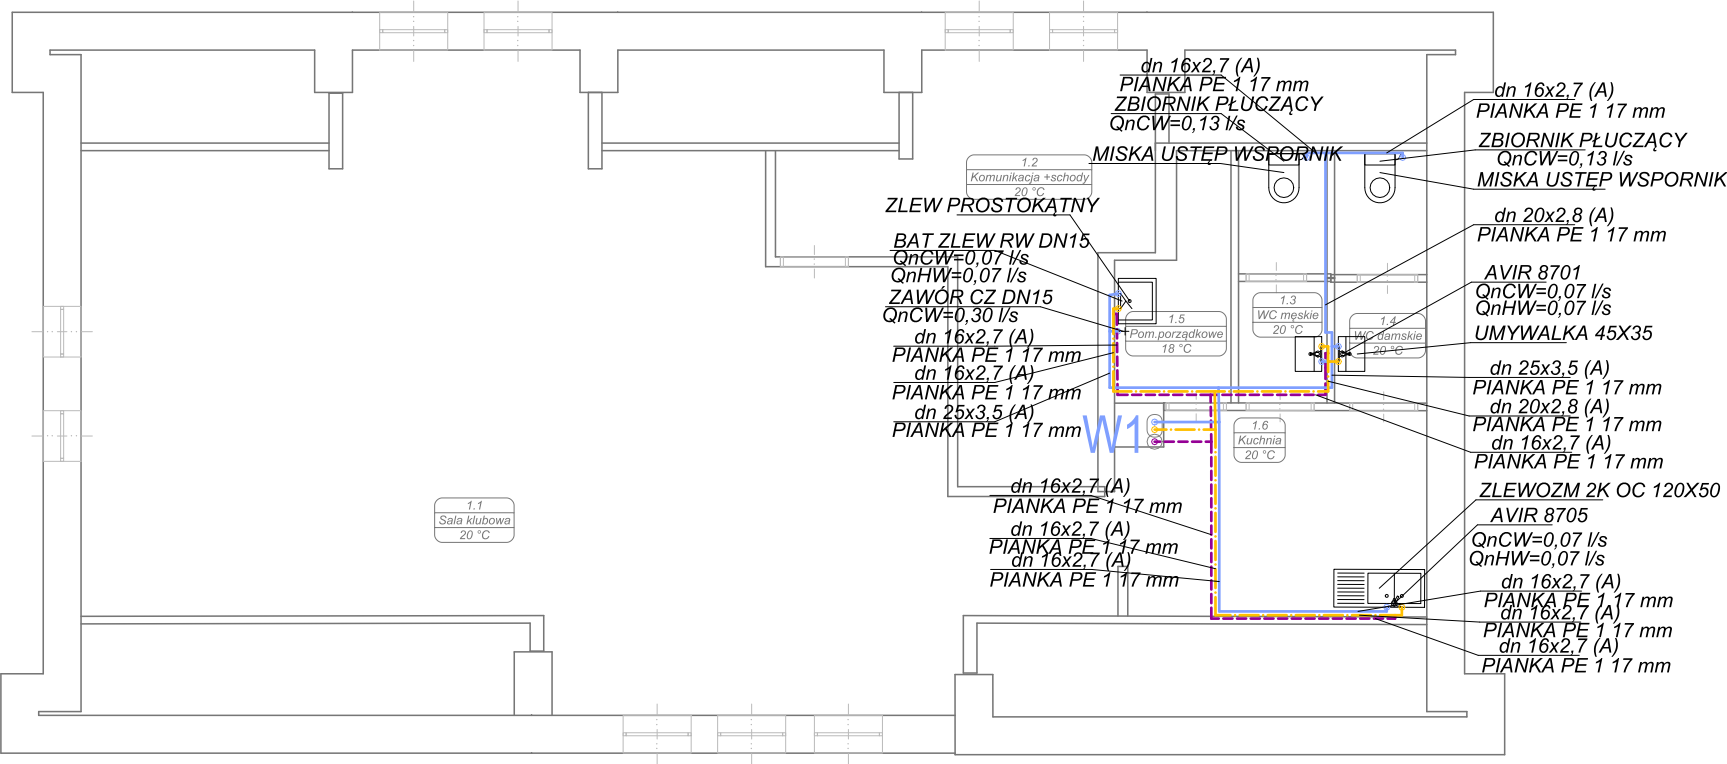 dn 16x2,7 (A)
PIANKA PE 1 17 mm
ZBIORNIK PŁUCZĄCY
QnCW=0,13 l/s
MISKA USTĘP WSPORNIK
1.2
Komunikacja +schody
20 °C
ZLEW PROSTOKĄTNY
BAT ZLEW RW DN15
QnCW=0,07 l/s
QnHW=0,07 l/s
ZAWÓR CZ DN15
QnCW=0,30 l/s
dn 16x2,7 (A)
PIANKA PE 1 17 mm
dn 16x2,7 (A)
PIANKA PE 1 17 mm
dn 25x3,5 (A)
PIANKA PE 1 17 mm
W1
1.5
Pom.porządkowe
18 °C
1.3
WC męskie
20 °C
1.4
WC damskie
20 °C
1.6
Kuchnia
20 °C
1.1
Sala klubowa
20 °C
dn 16x2,7 (A)
PIANKA PE 1 17 mm
dn 16x2,7 (A)
PIANKA PE 1 17 mm
dn 16x2,7 (A)
PIANKA PE 1 17 mm
dn 16x2,7 (A)
PIANKA PE 1 17 mm
ZBIORNIK PŁUCZĄCY
QnCW=0,13 l/s
MISKA USTĘP WSPORNIK
dn 20x2,8 (A)
PIANKA PE 1 17 mm
AVIR 8701
QnCW=0,07 l/s
QnHW=0,07 l/s
UMYWALKA 45X35
dn 25x3,5 (A)
PIANKA PE 1 17 mm
dn 20x2,8 (A)
PIANKA PE 1 17 mm
dn 16x2,7 (A)
PIANKA PE 1 17 mm
ZLEWOZM 2K OC 120X50
AVIR 8705
QnCW=0,07 l/s
QnHW=0,07 l/s
dn 16x2,7 (A)
PIANKA PE 1 17 mm
dn 16x2,7 (A)
PIANKA PE 1 17 mm
dn 16x2,7 (A)
PIANKA PE 1 17 mm